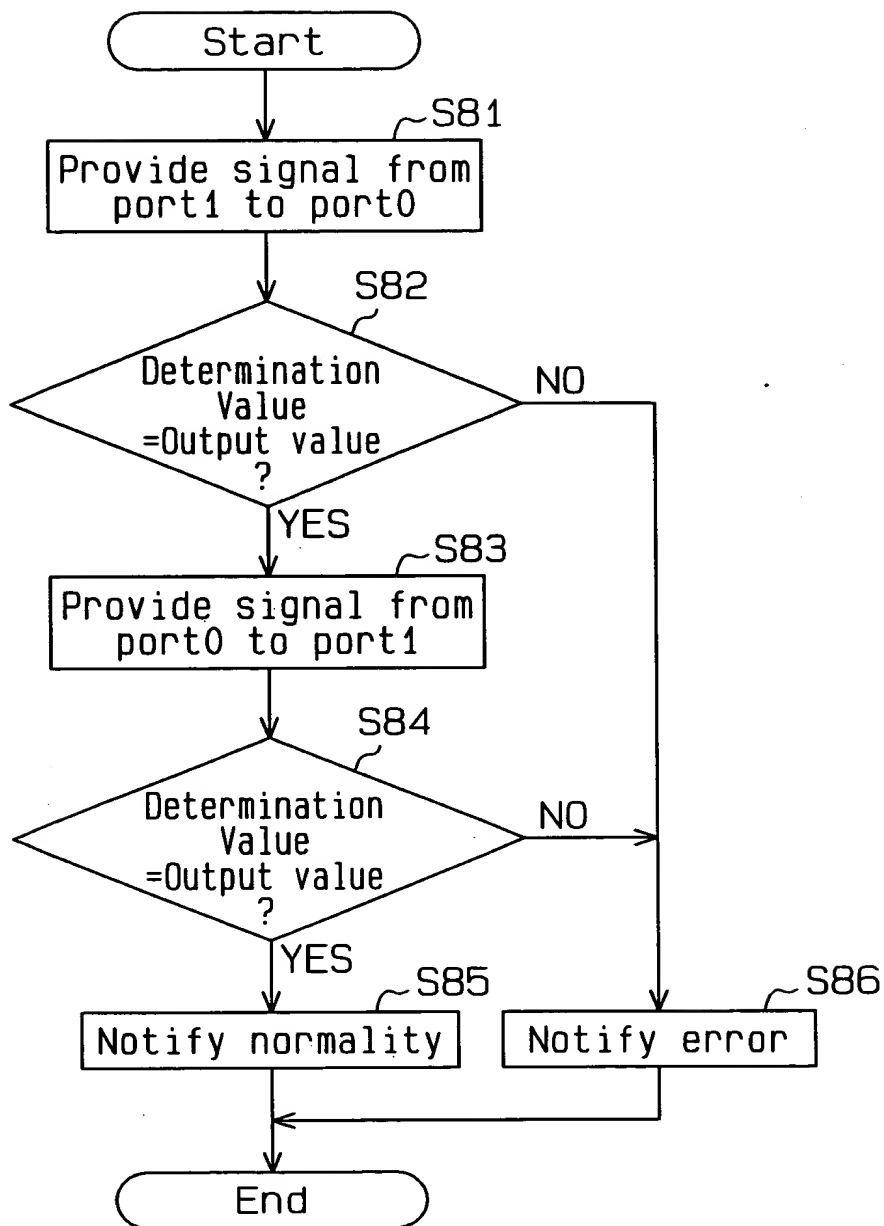 Start
S81
Provide signal from
port1 to port0
S82
Determination
Value
=Output value
?
NO
YES
S83
Provide signal from
port0 to port1
S84
Determination
Value
=Output value
?
NO
YES
S85
Notify normality
S86
Notify error
End